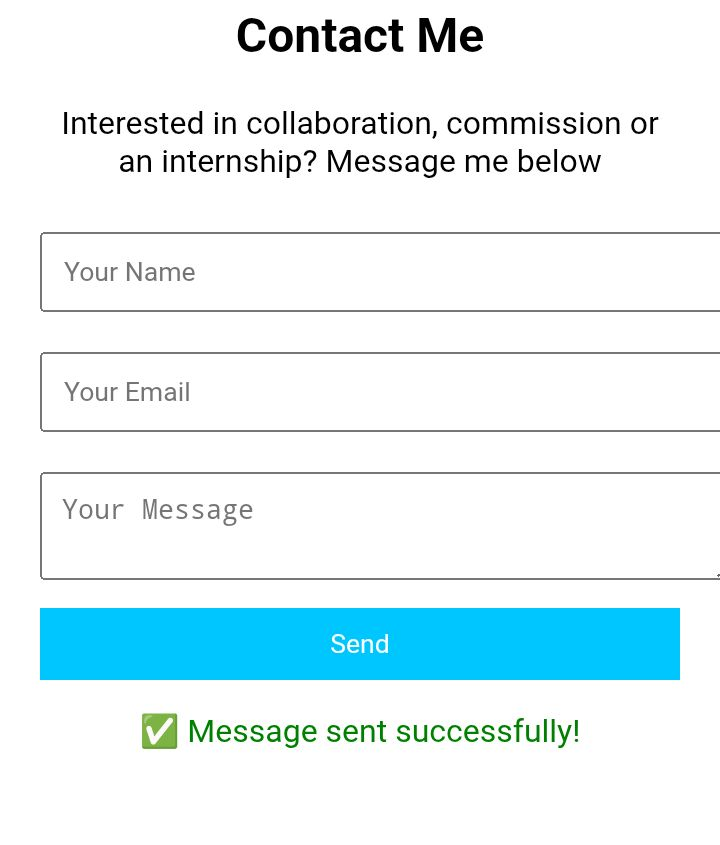 Contact Me
Interested in collaboration, commission or
an internship? Message me below
Your Name
Your Email
Your Message
Send
✅ Message sent successfully!